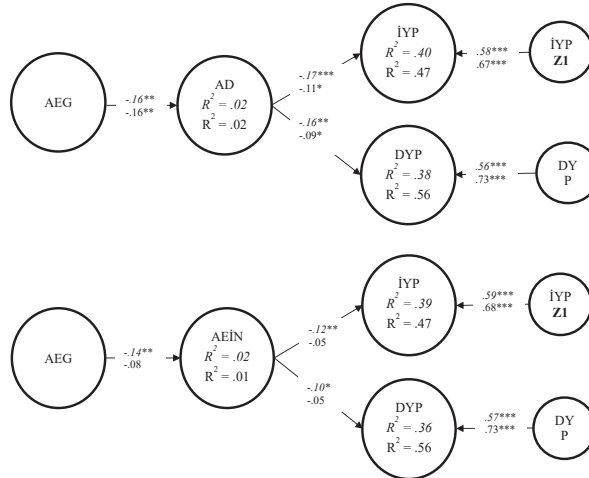 AEG
-.16**
-.16**
AD
R² = .02
R² = .02
-.17***
-.11*
-.16**
-.09*
İYP
R² = .40
R² = .47
.58***
.67***
İYP
Z1
DYP
R² = .38
R² = .56
.56***
.73***
DY
P
AEG
-.14**
-.08
AEİN
R² = .02
R² = .01
-.12**
-.05
-.10*
-.05
İYP
R² = .39
R² = .47
.59***
.68***
İYP
Z1
DYP
R² = .36
R² = .56
.57***
.73***
DY
P